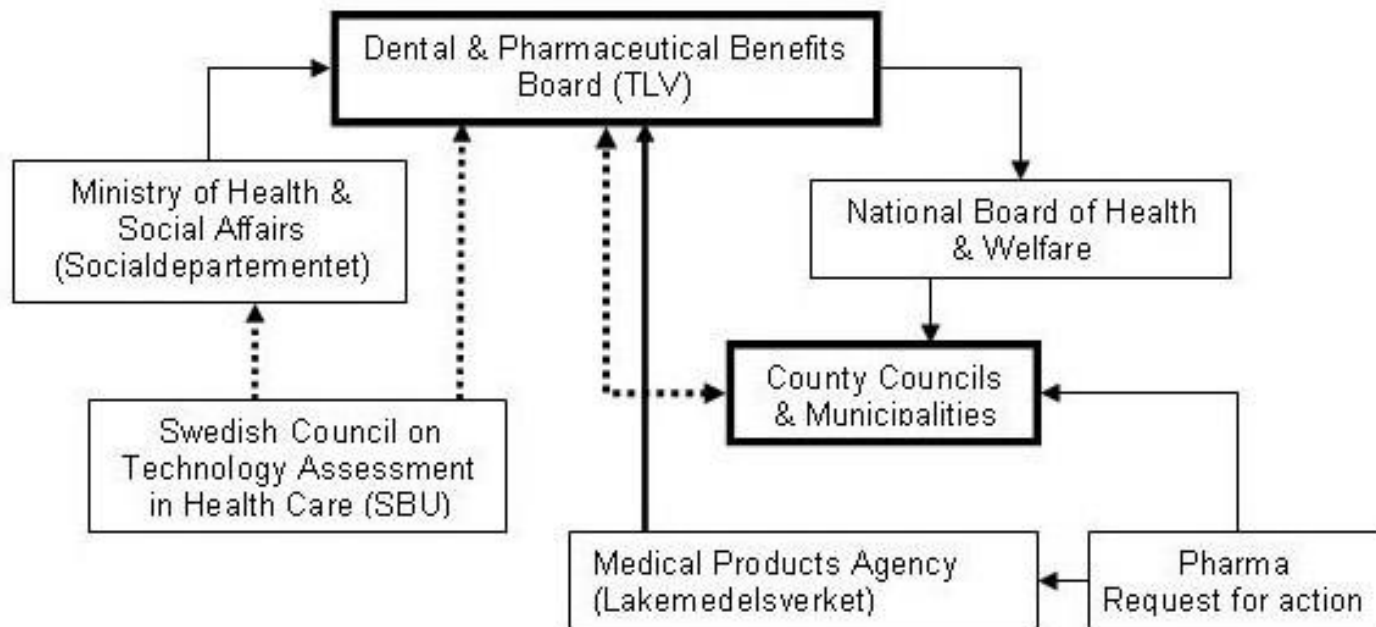 Dental & Pharmaceutical Benefits
Board (TLV)
Ministry of Health &
Social Affairs
(Socialdepartementet)
National Board of Health
& Welfare
County Councils
& Municipalities
Swedish Council on
Technology Assessment
in Health Care (SBU)
Medical Products Agency
(Lakemedelsverket)
Pharma
Request for action